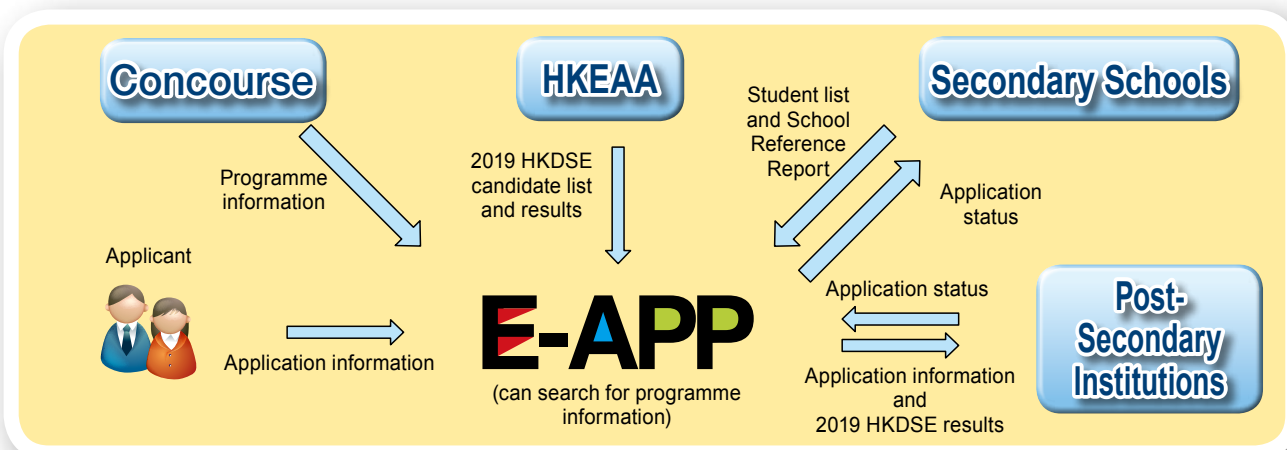 Concourse
HKEAA
Secondary Schools
Programme
information
2019 HKDSE
candidate list
and results
Student list
and School
Reference
Report
Application
status
Applicant
Application information
E-APP
(can search for programme
information)
Application status
Application information
and
2019 HKDSE results
Post-
Secondary
Institutions